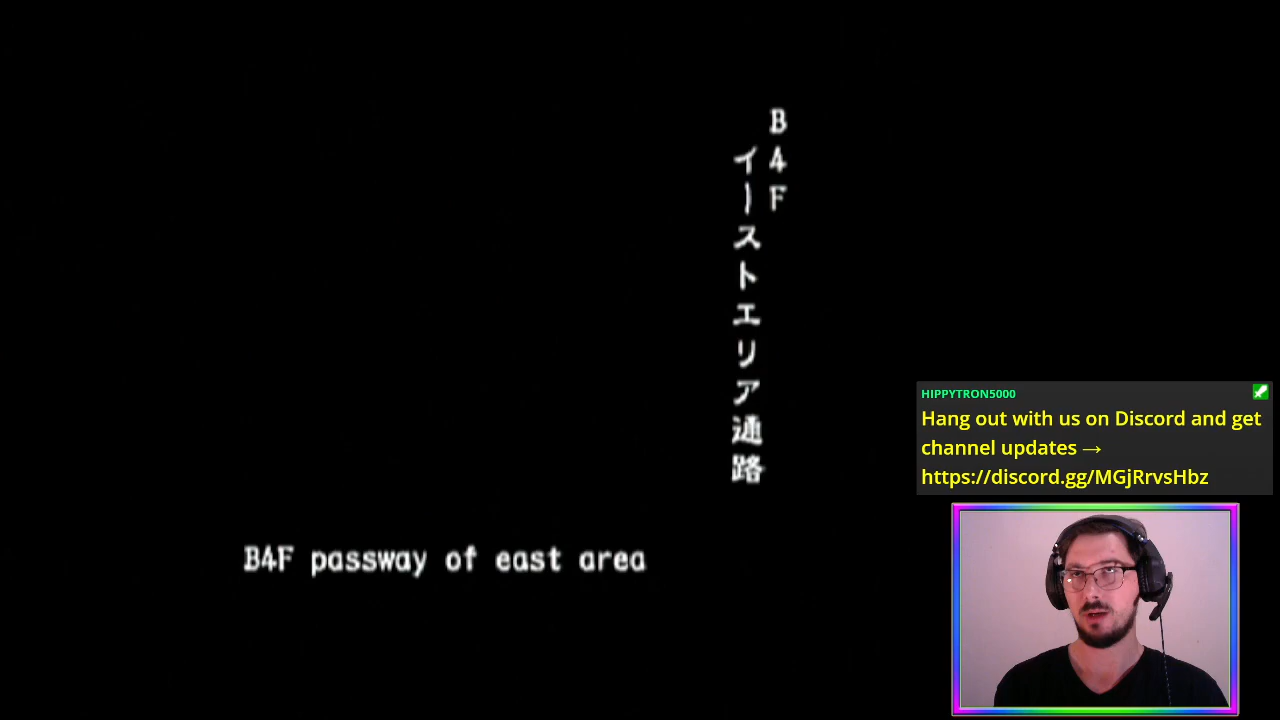 B4F
イーストエリア通路
B4F passway of east area
HIPPYTRON5000
Hang out with us on Discord and get
channel updates →
https://discord.gg/MGjRrvsHbz